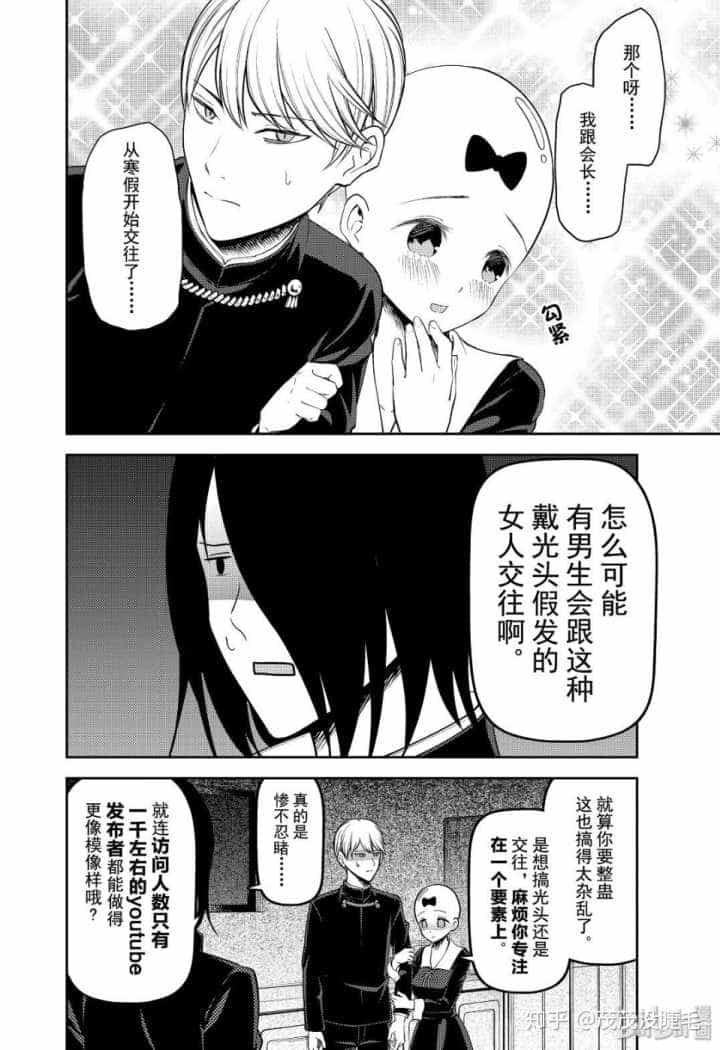 那个呀……
我跟会长……
勾紧
从寒假开始交往了……
怎么可能
有男生会跟这种
戴光头假发的
女人交往啊。
就算你要整蛊
这也搞得太杂乱了。
是想搞光头还是
交往，麻烦你专注
在一个要素上。
真的是
惨不忍睹……
就连访问人数只有
一千左右的youtube
发布者都能做得
更像模像样哦？
知乎 @茂茂没睫毛